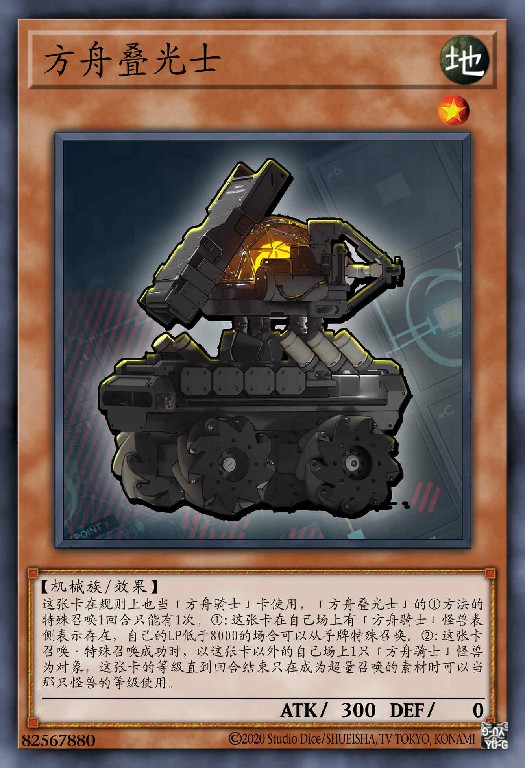 方舟叠光士
地
POINT 1
【机械族/效果】
这张卡在规则上也当「方舟骑士」卡使用，「方舟叠光士」的①方法的
特殊召唤1回合只能有1次。①:这张卡在自己场上有「方舟骑士」怪兽表
侧表示存在，自己的LP低于8000的场合可以从手牌特殊召唤。②:这张卡
召唤·特殊召唤成功时，以这张卡以外的自己场上1只「方舟骑士」怪兽
为对象，这张卡的等级直到回合结束只在成为超量召唤的素材时可以当
那只怪兽的等级使用。
ATK/ 300 DEF/ 0
82567880 ©2020 Studio Dice/SHUEISHA, TV TOKYO, KONAMI